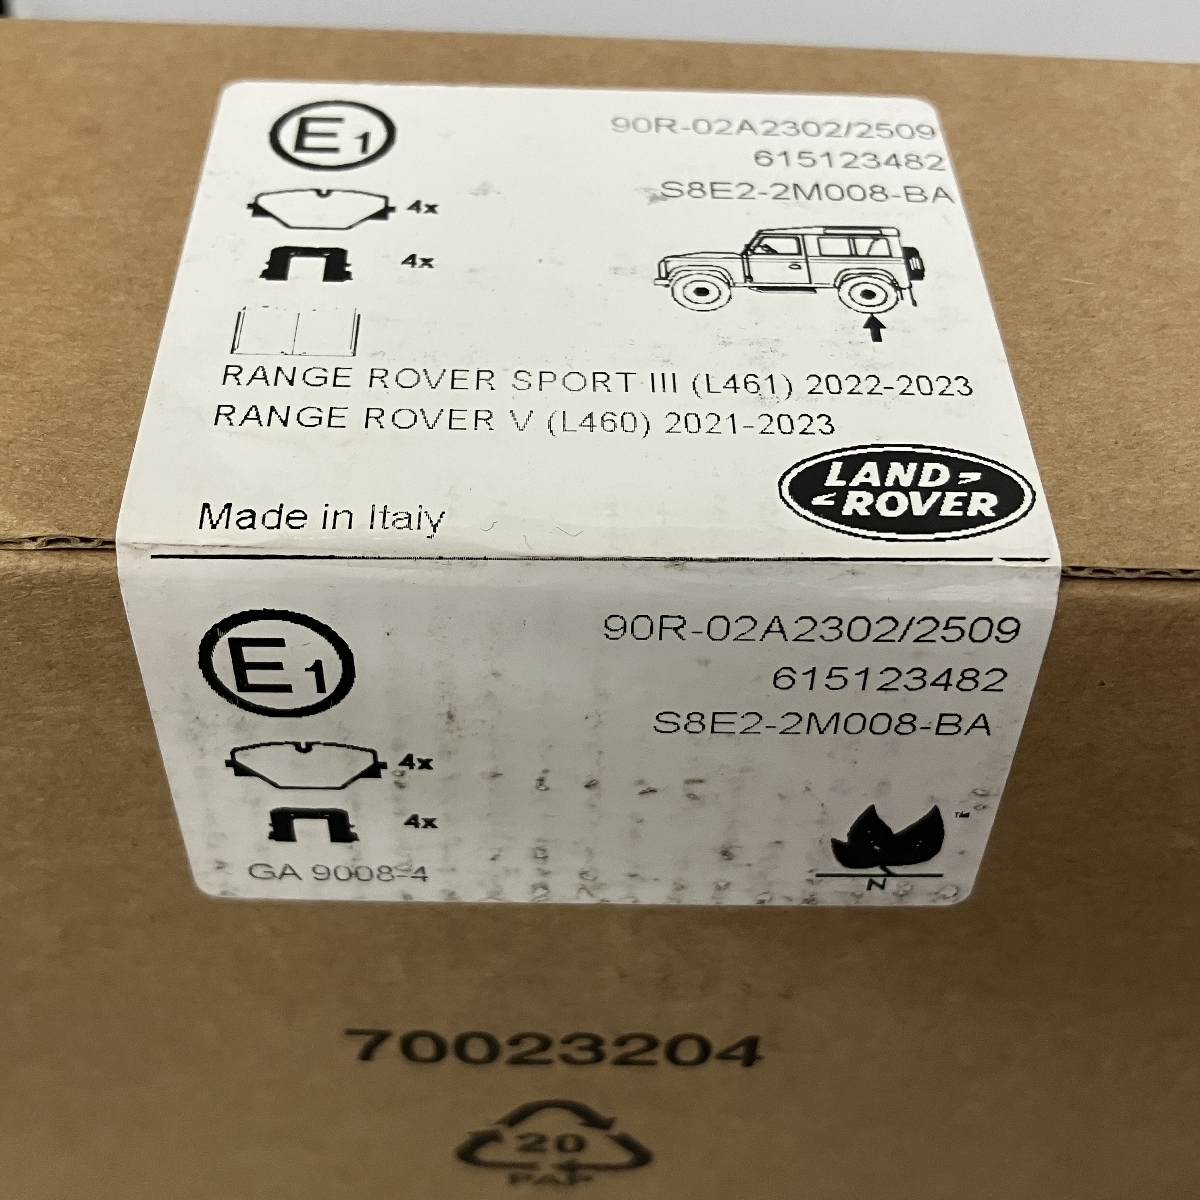 E1
90R-02A2302/2509
615123482
S8E2-2M008-BA
4x
4x
RANGE ROVER SPORT III (L461) 2022-2023
RANGE ROVER V (L460) 2021-2023
LAND
ROVER
Made in Italy
E1
90R-02A2302/2509
615123482
S8E2-2M008-BA
4x
4x
TM
N
GA 9008-4
70023204
20
PAP